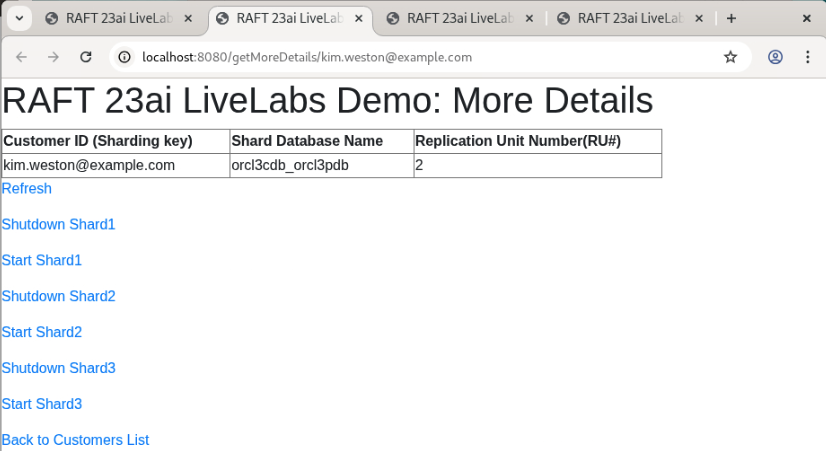 RAFT 23ai LiveLab RAFT 23ai LiveLab RAFT 23ai LiveLab RAFT 23ai LiveLab
localhost:8080/getMoreDetails/kim.weston@example.com
RAFT 23ai LiveLabs Demo: More Details
Customer ID (Sharding key) Shard Database Name Replication Unit Number(RU#)
kim.weston@example.com orcl3cdb_orcl3pdb 2
Refresh
Shutdown Shard1
Start Shard1
Shutdown Shard2
Start Shard2
Shutdown Shard3
Start Shard3
Back to Customers List